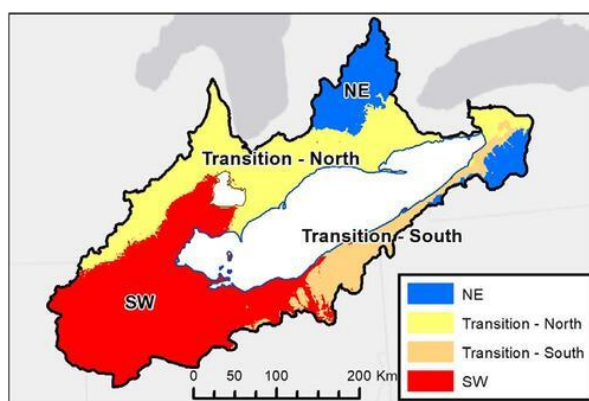 NE
Transition - North
Transition - South
SW
NE
Transition - North
Transition - South
SW
0 50 100 200 Km